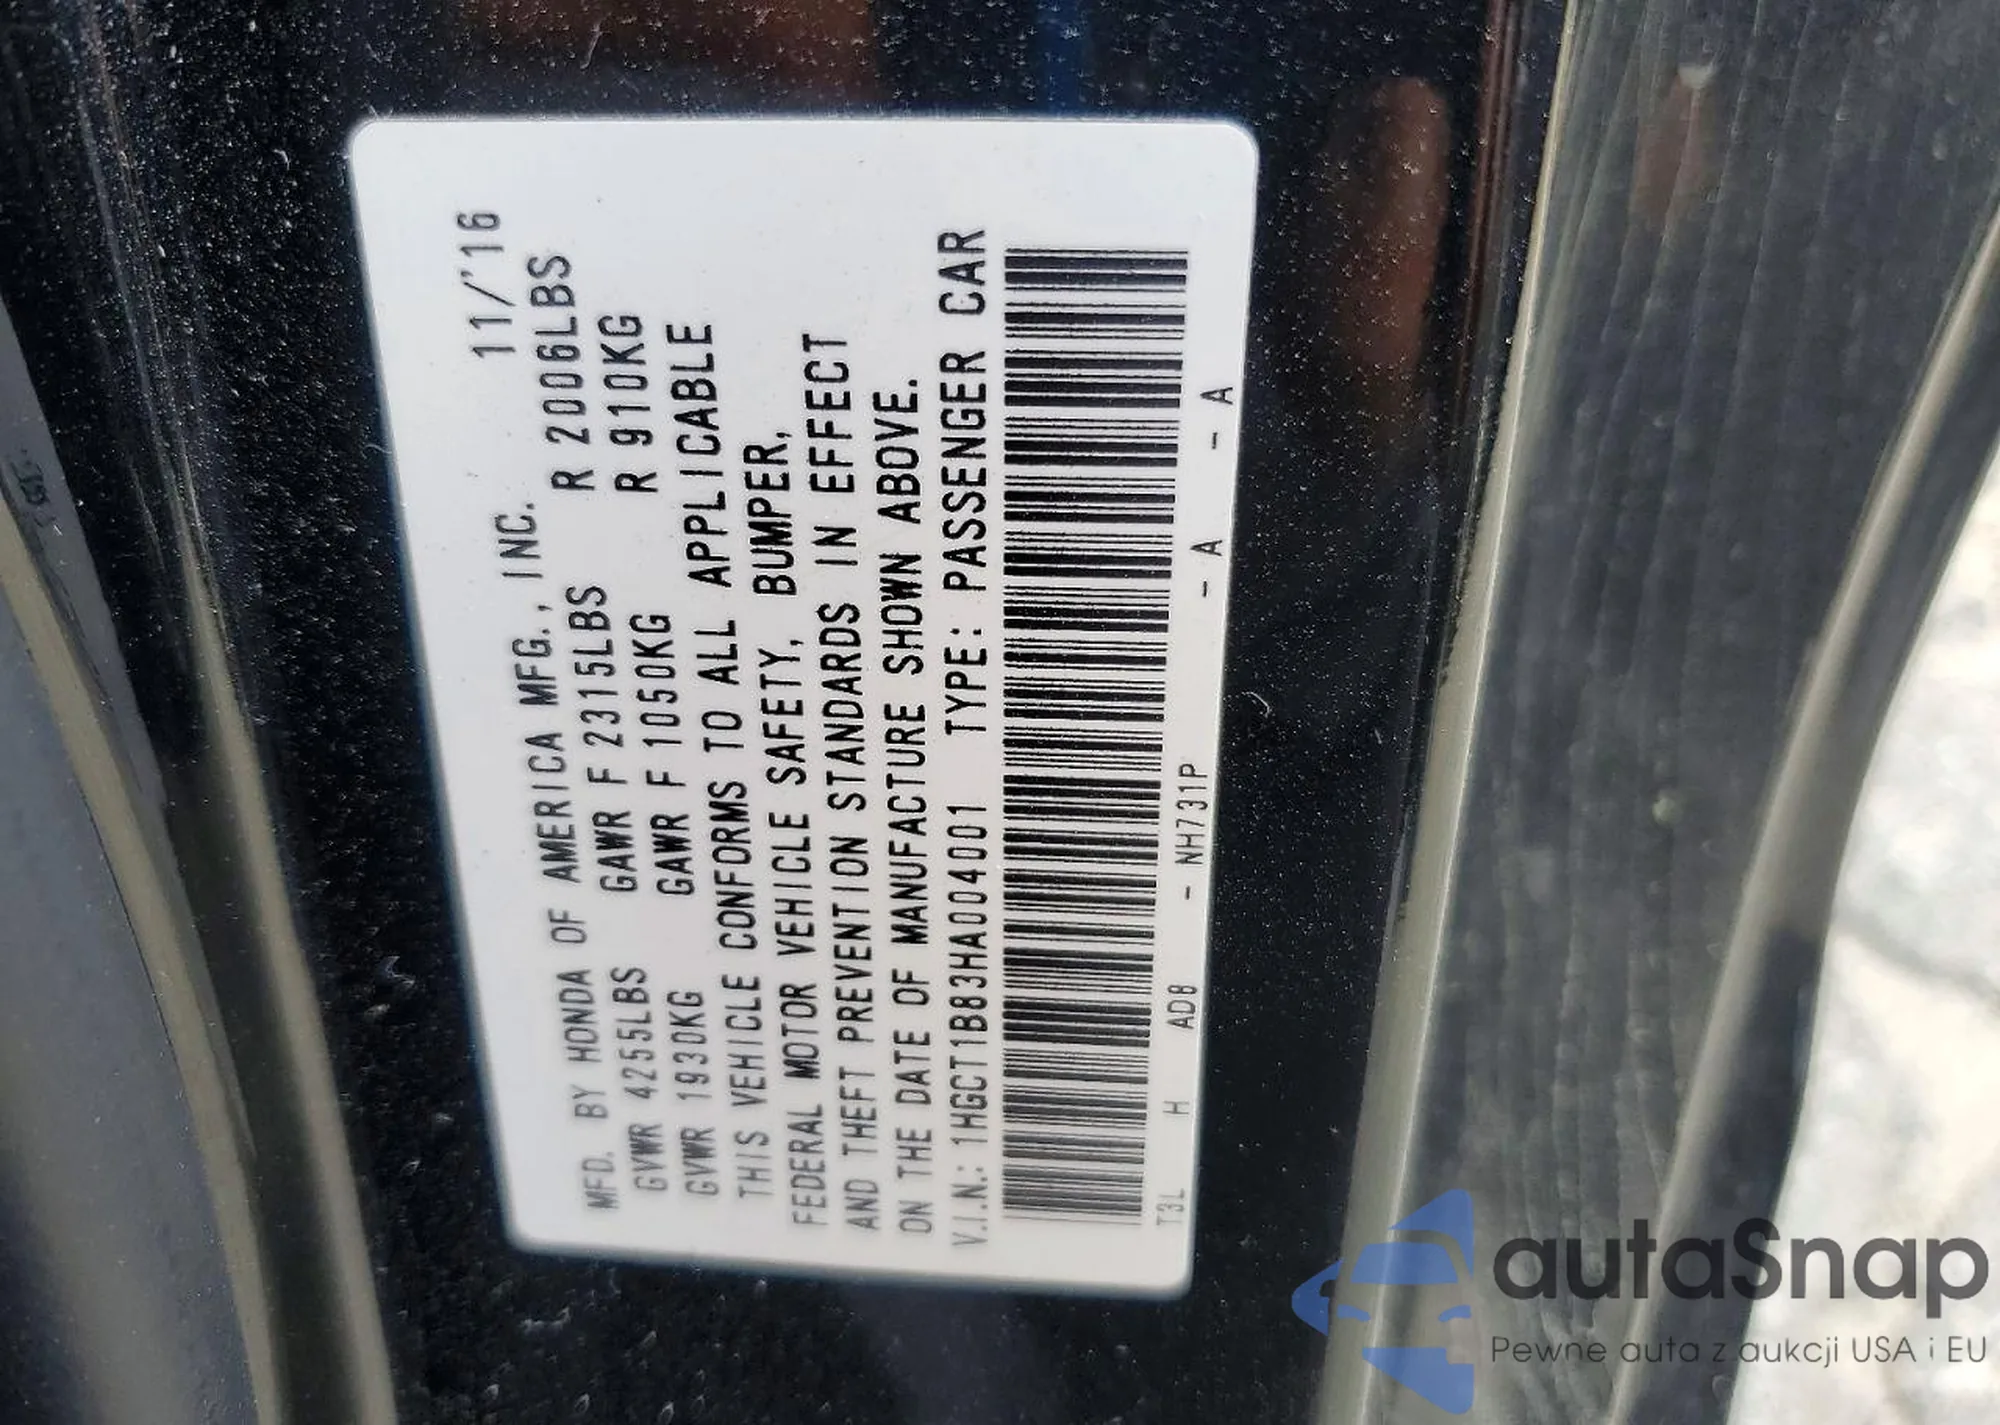 11/'16
MFD. BY HONDA OF AMERICA MFG., INC.
GVWR 4255LBS GAWR F 2315LBS R 2006LBS
GVWR 1930KG GAWR F 1050KG R 910KG
THIS VEHICLE CONFORMS TO ALL APPLICABLE
FEDERAL MOTOR VEHICLE SAFETY, BUMPER,
AND THEFT PREVENTION STANDARDS IN EFFECT
ON THE DATE OF MANUFACTURE SHOWN ABOVE.
V.I.N.: 1HGCT1B83HA004001 TYPE: PASSENGER CAR
T3L H AD8 - NH731P - A - A
autaSnap
Pewne auta z aukcji USA i EU